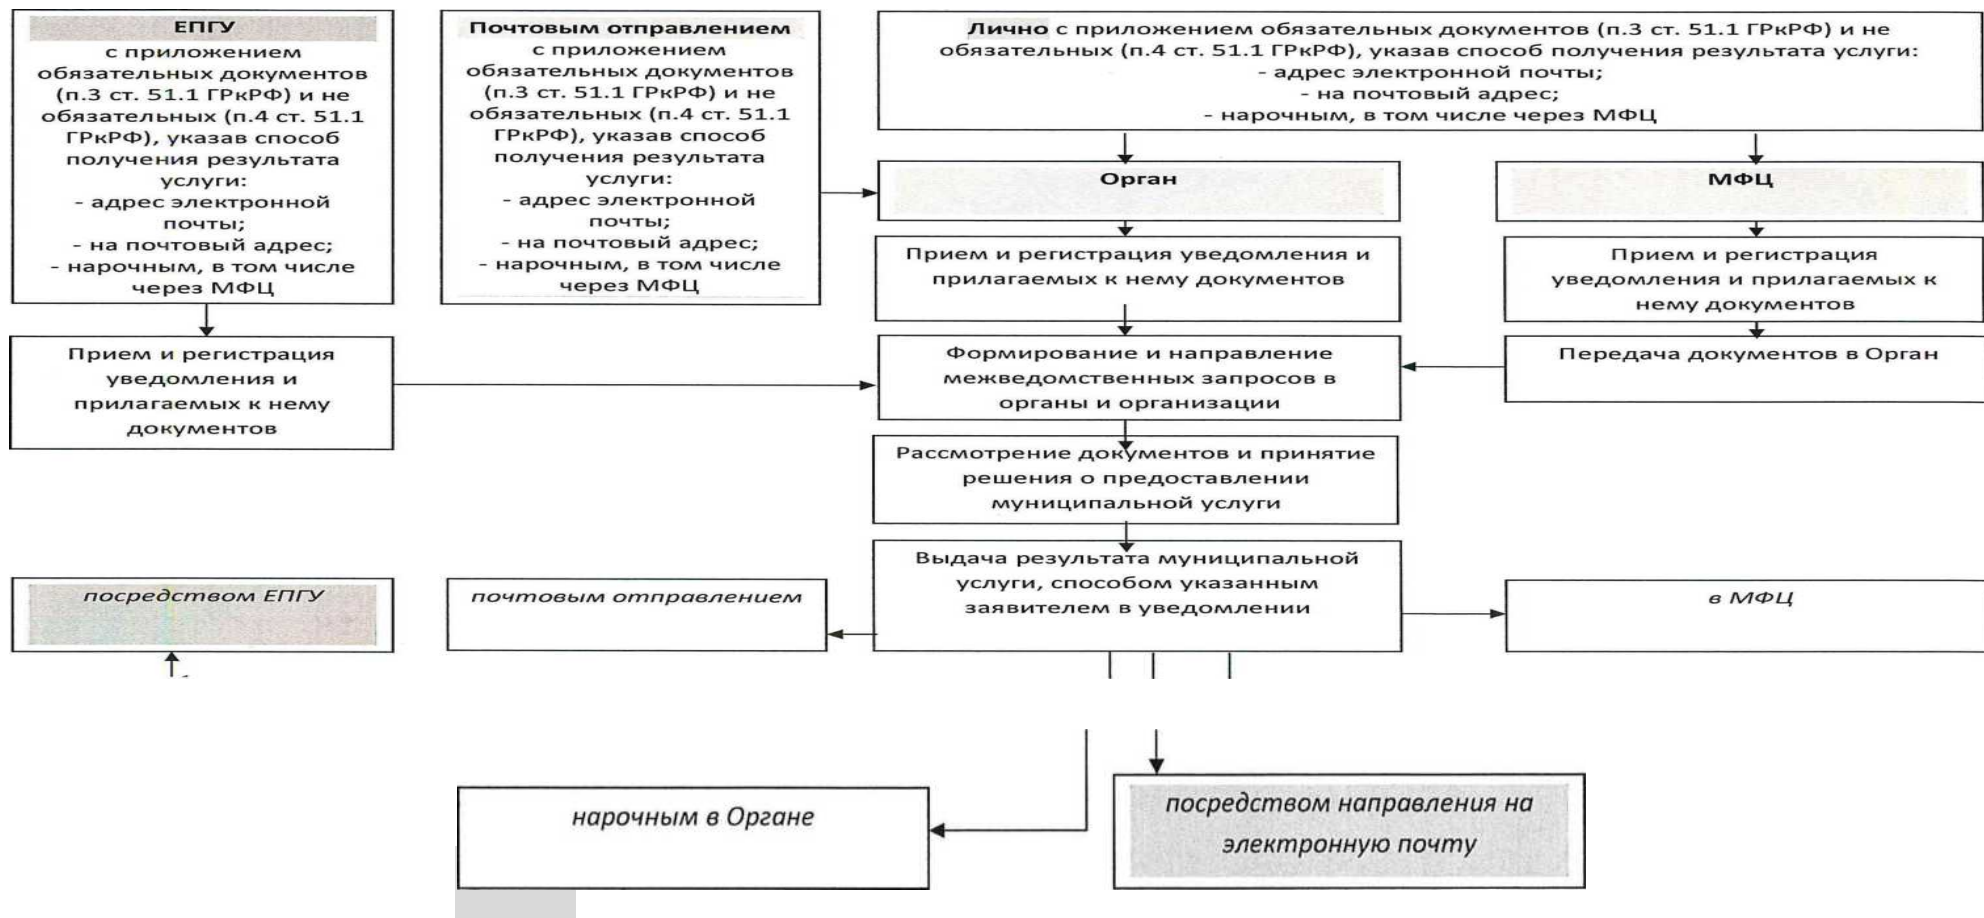 ЕПГУ
с приложением
обязательных документов
(п.3 ст. 51.1 ГРкРФ) и не
обязательных (п.4 ст. 51.1
ГРкРФ), указав способ
получения результата
услуги:
- адрес электронной
почты;
- на почтовый адрес;
- нарочным, в том числе
через МФЦ
Почтовым отправлением
с приложением
обязательных документов
(п.3 ст. 51.1 ГРкРФ) и не
обязательных (п.4 ст. 51.1
ГРкРФ), указав способ
получения результата
услуги:
- адрес электронной
почты;
- на почтовый адрес;
- нарочным, в том числе
через МФЦ
Лично с приложением обязательных документов (п.3 ст. 51.1 ГРкРФ) и не
обязательных (п.4 ст. 51.1 ГРкРФ), указав способ получения результата услуги:
- адрес электронной почты;
- на почтовый адрес;
- нарочным, в том числе через МФЦ
Орган
МФЦ
Прием и регистрация уведомления и
прилагаемых к нему документов
Прием и регистрация
уведомления и прилагаемых к
нему документов
Прием и регистрация
уведомления и
прилагаемых к нему
документов
Формирование и направление
межведомственных запросов в
органы и организации
Передача документов в Орган
Рассмотрение документов и принятие
решения о предоставлении
муниципальной услуги
Выдача результата муниципальной
услуги, способом указанным
заявителем в уведомлении
посредством ЕПГУ
почтовым отправлением
в МФЦ
нарочным в Органе
посредством направления на
электронную почту